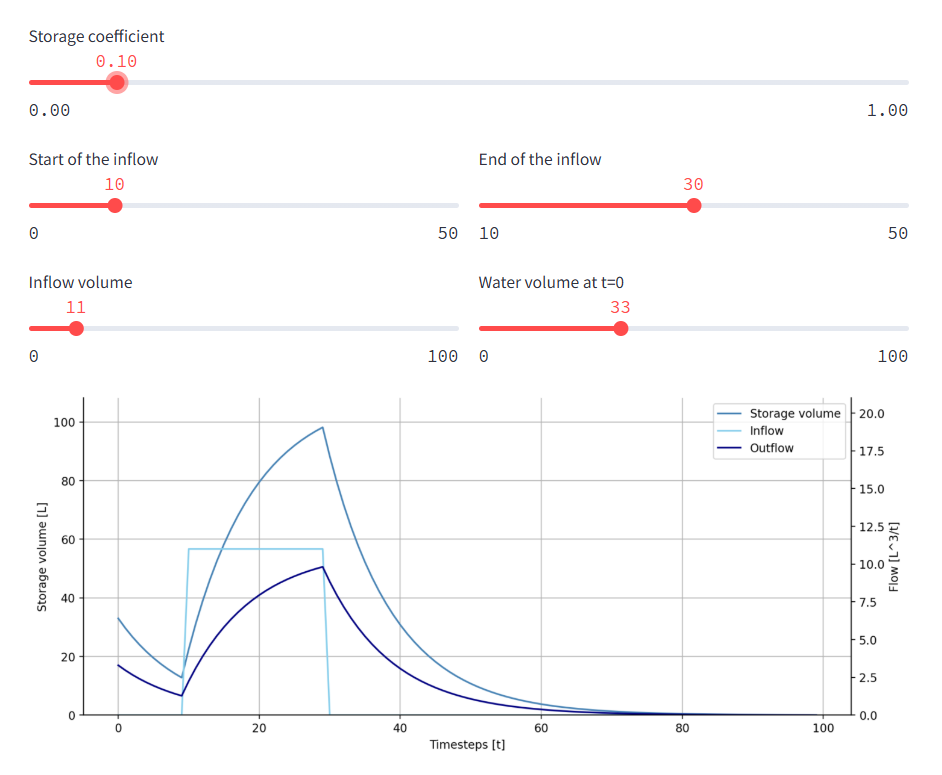 Storage coefficient
0.10
0.00 1.00
Start of the inflow End of the inflow
10 30
0 50 10 50
Inflow volume Water volume at t=0
11 33
0 100 0 100
Storage volume
Inflow
Outflow
Storage volume [L]
100
80
60
40
20
0
20.0
17.5
15.0
12.5
10.0
7.5
5.0
2.5
0.0
Flow [L^3/t]
0 20 40 60 80 100
Timesteps [t]